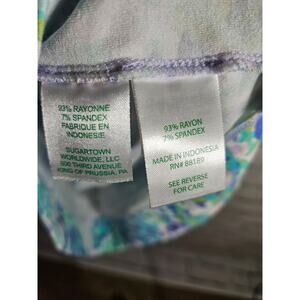 93% RAYONNE
7% SPANDEX
FABRIQUE EN
INDONESIE
SUGARTOWN
WORLDWIDE, LLC
800 THIRD AVENUE
KING OF PRUSSIA, PA
93% RAYON
7% SPANDEX
MADE IN INDONESIA
RN# 88189
SEE REVERSE
FOR CARE